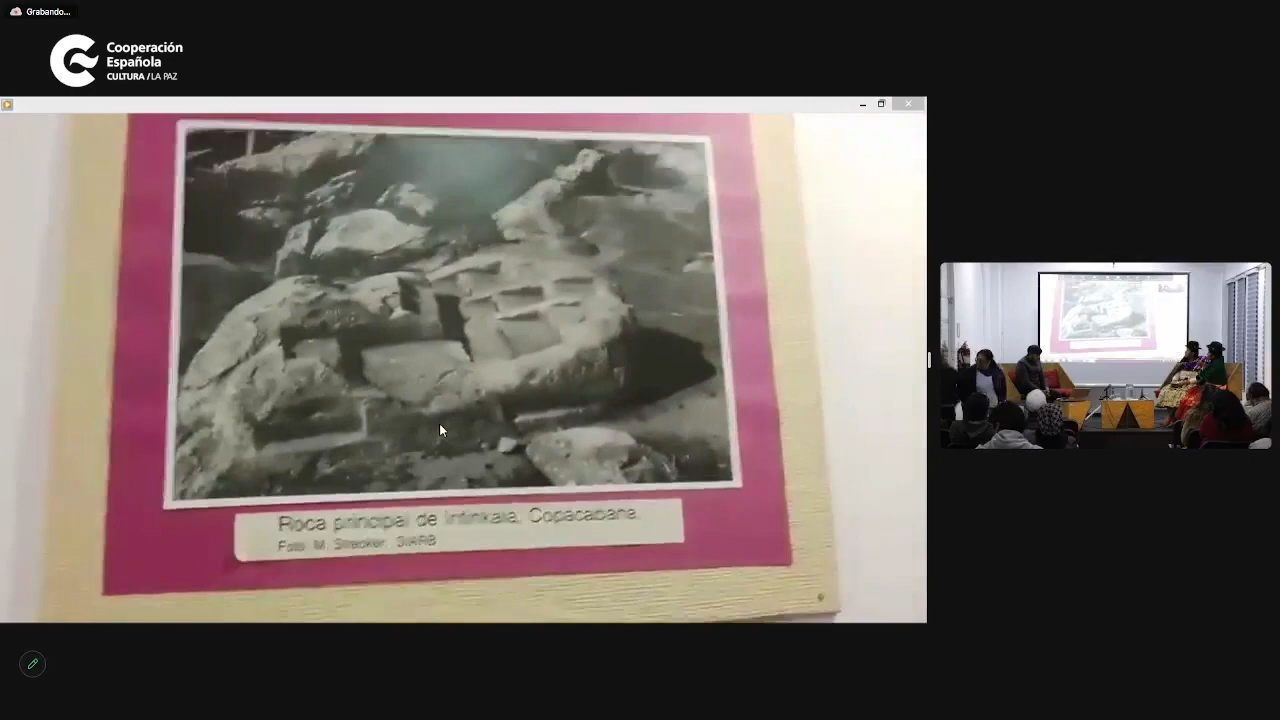 Grabando...
Cooperación
Española
CULTURA / LA PAZ
Roca principal de Intinkala, Copacabana.
Foto M. Strecker, SIARB